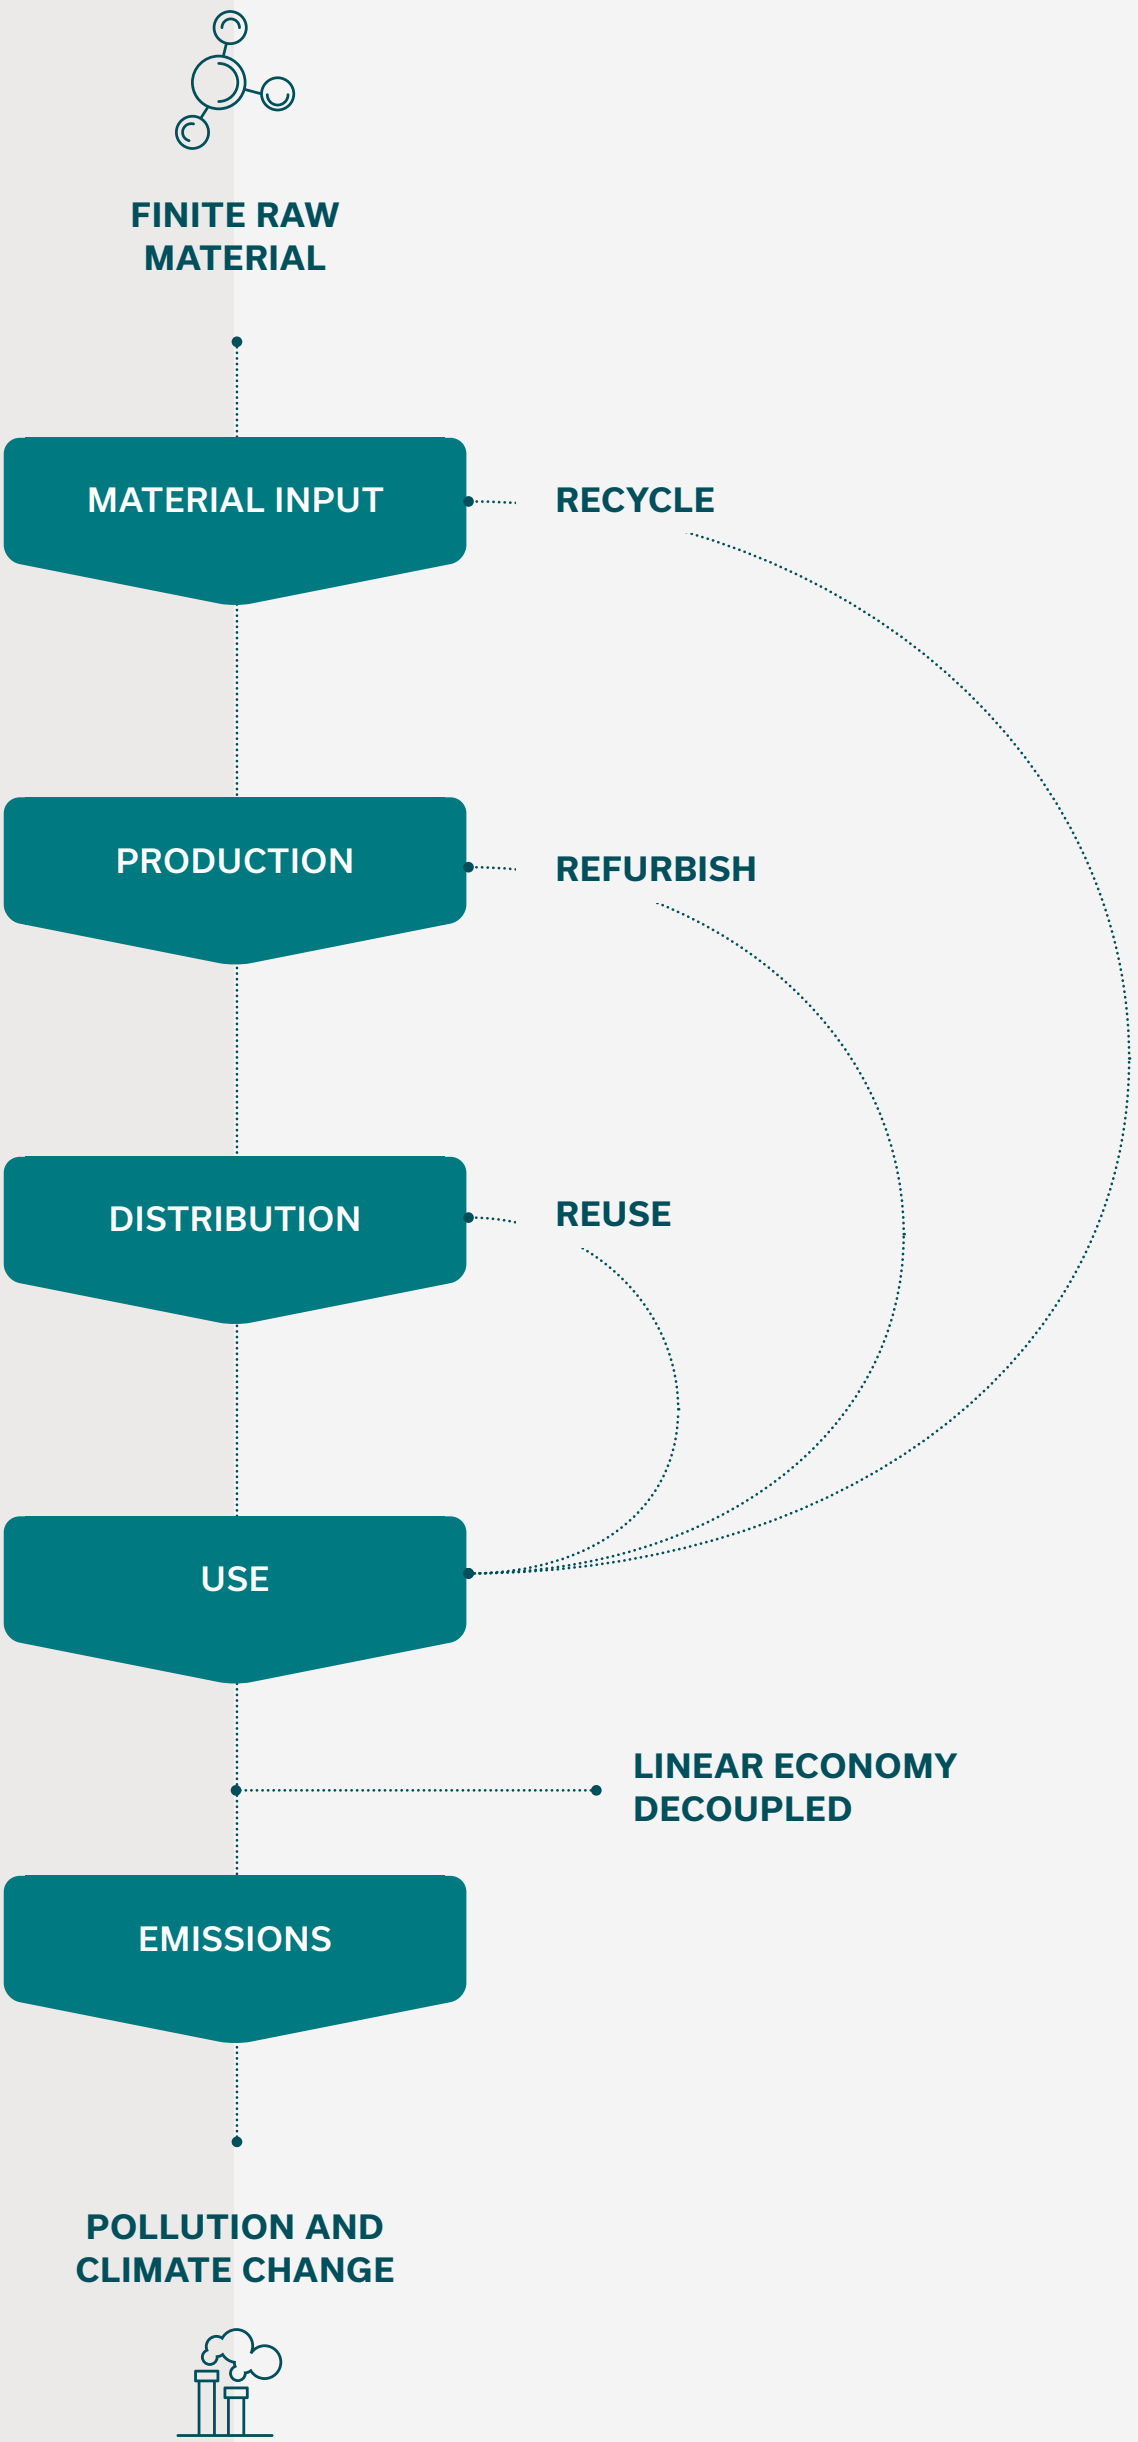 FINITE RAW
MATERIAL
MATERIAL INPUT
RECYCLE
PRODUCTION
REFURBISH
DISTRIBUTION
REUSE
USE
LINEAR ECONOMY
DECOUPLED
EMISSIONS
POLLUTION AND
CLIMATE CHANGE